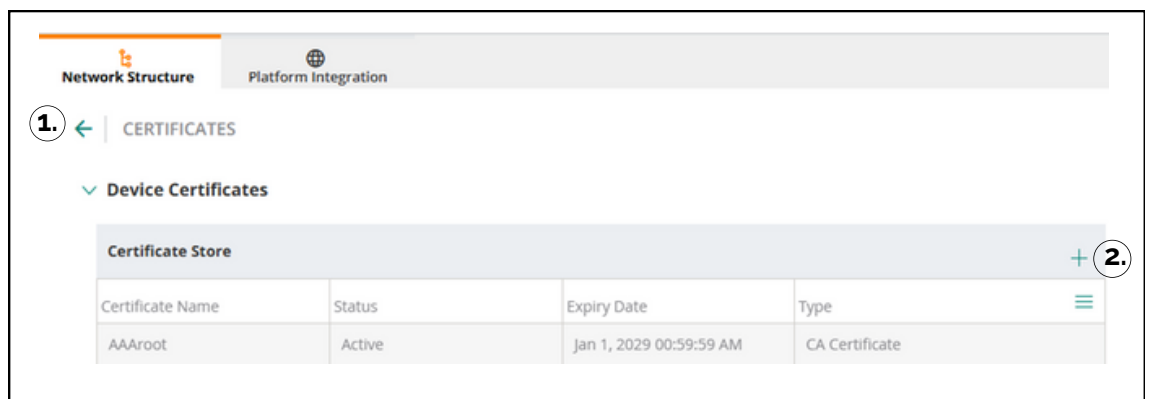 Network Structure
Platform Integration
1.
CERTIFICATES
Device Certificates
Certificate Store
2.
Certificate Name
Status
Expiry Date
Type
AAAroot
Active
Jan 1, 2029 00:59:59 AM
CA Certificate